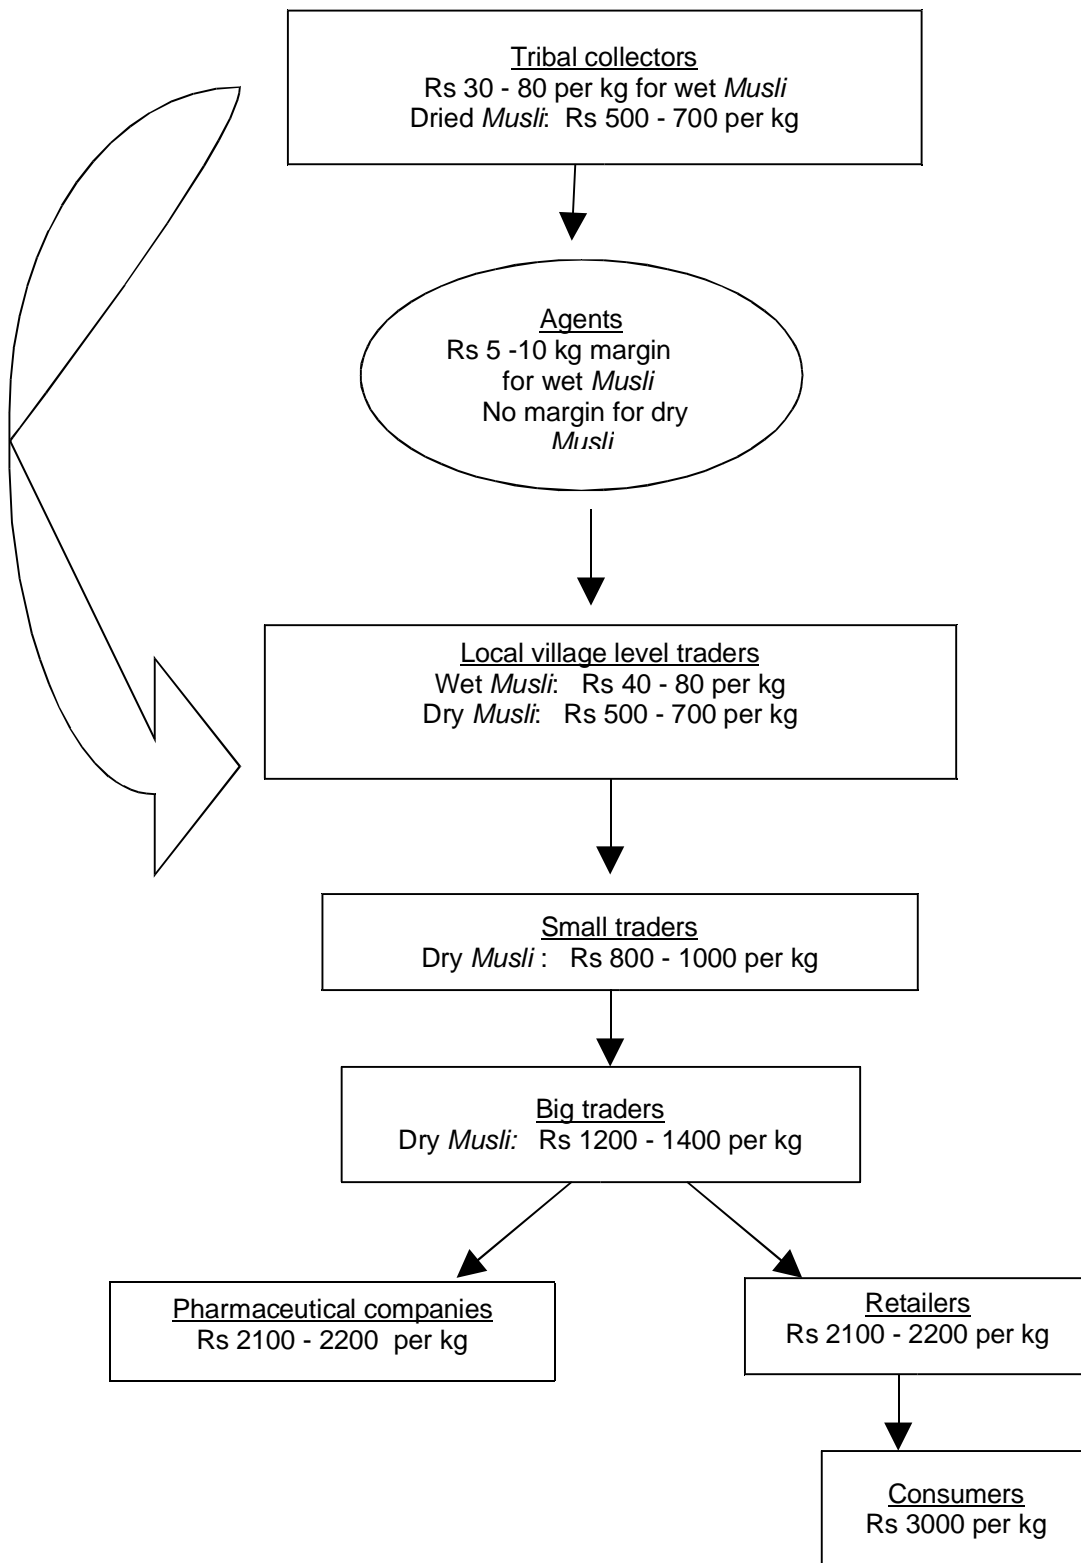 Tribal collectors
Rs 30 - 80 per kg for wet Musli
Dried Musli: Rs 500 - 700 per kg
Agents
Rs 5 -10 kg margin
for wet Musli
No margin for dry
Musli
Local village level traders
Wet Musli: Rs 40 - 80 per kg
Dry Musli: Rs 500 - 700 per kg
Small traders
Dry Musli : Rs 800 - 1000 per kg
Big traders
Dry Musli: Rs 1200 - 1400 per kg
Pharmaceutical companies
Rs 2100 - 2200 per kg
Retailers
Rs 2100 - 2200 per kg
Consumers
Rs 3000 per kg